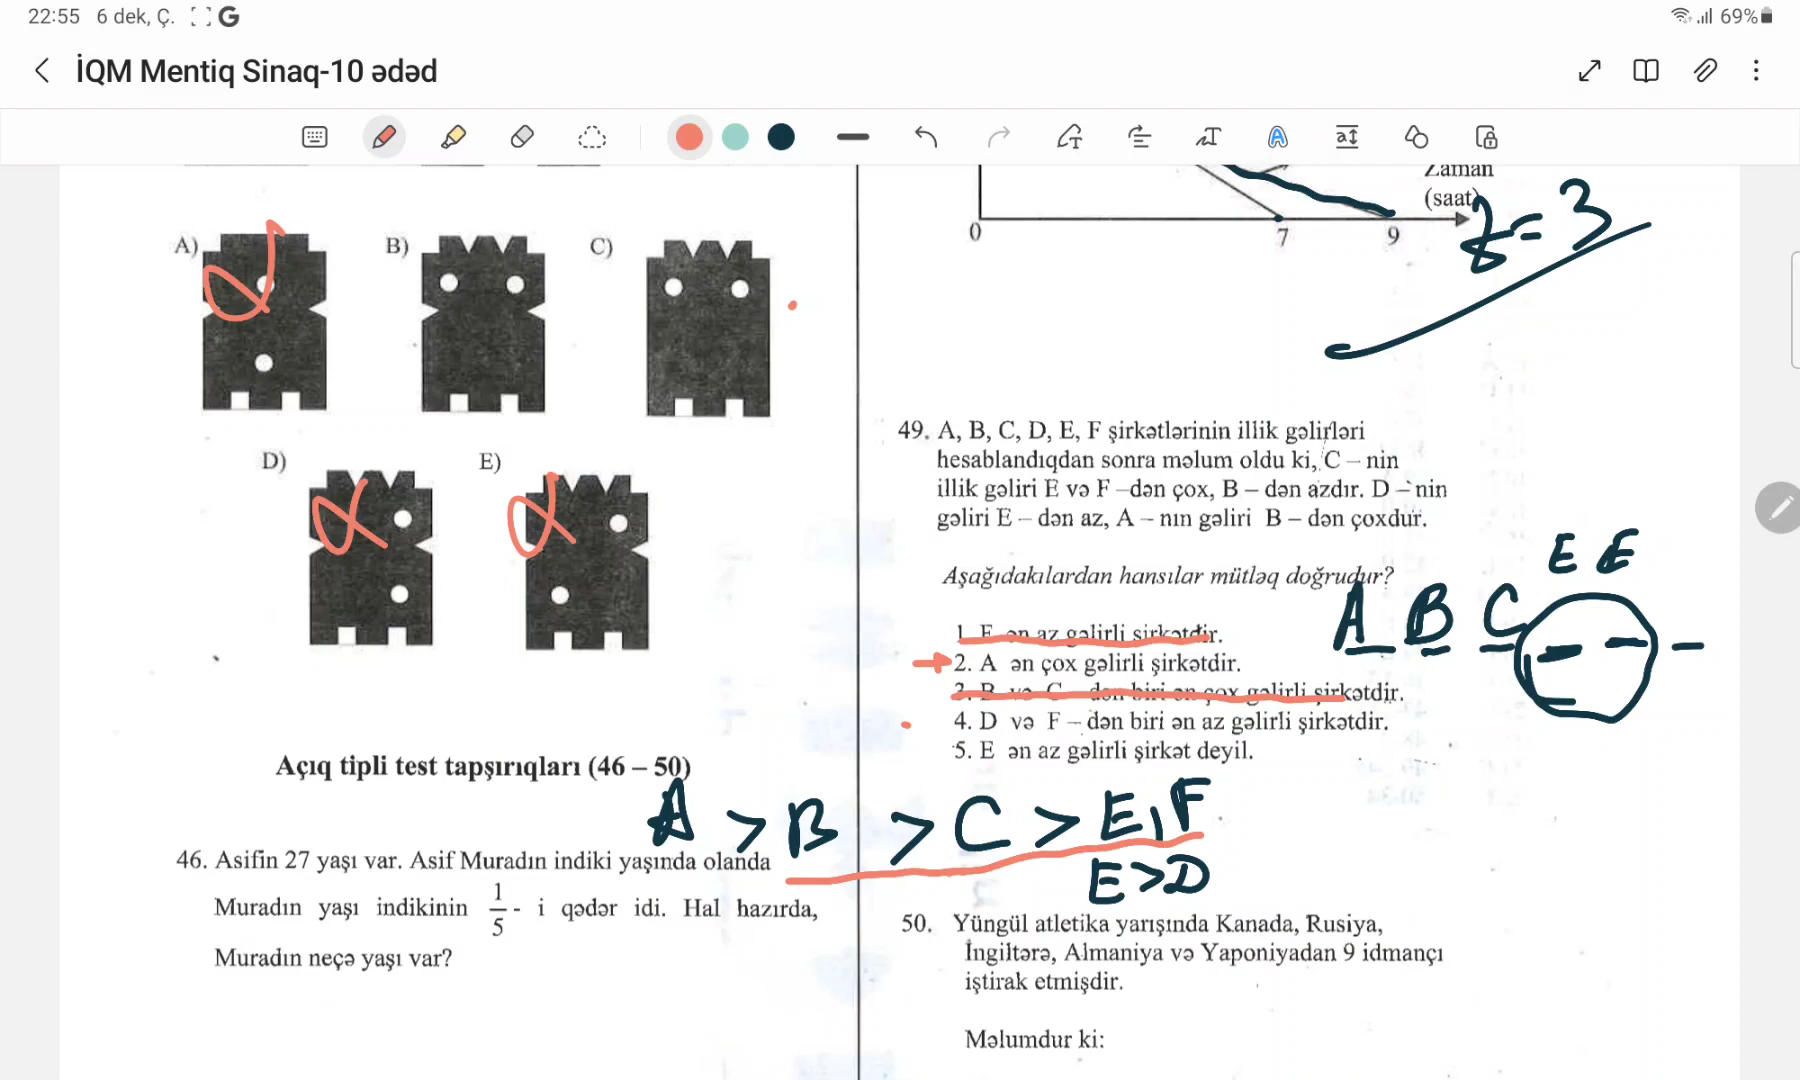 22:55 6 dek, Ç. G
69%
İQM Mentiq Sinaq-10 ədəd
A)
B)
C)
D)
E)
Açıq tipli test tapşırıqları (46 – 50)
46. Asifin 27 yaşı var. Asif Muradın indiki yaşında olanda
Muradın yaşı indikinin 1/5 - i qədər idi. Hal hazırda,
Muradın neçə yaşı var?
Zaman
(saat)
0 7 9
z = 3
49. A, B, C, D, E, F şirkətlərinin illik gəlirləri
hesablandıqdan sonra məlum oldu ki, C – nin
illik gəliri E və F –dən çox, B – dən azdır. D – nin
gəliri E – dən az, A – nın gəliri B – dən çoxdur.
Aşağıdakılardan hansılar mütləq doğrudur?
1. E ən az gəlirli şirkətdir.
2. A ən çox gəlirli şirkətdir.
3. B və C – dən biri ən çox gəlirli şirkətdir.
4. D və F – dən biri ən az gəlirli şirkətdir.
5. E ən az gəlirli şirkət deyil.
E E
A B C
A > B > C > E, F
E > D
50. Yüngül atletika yarışında Kanada, Rusiya,
İngiltərə, Almaniya və Yaponiyadan 9 idmançı
iştirak etmişdir.
Məlumdur ki: